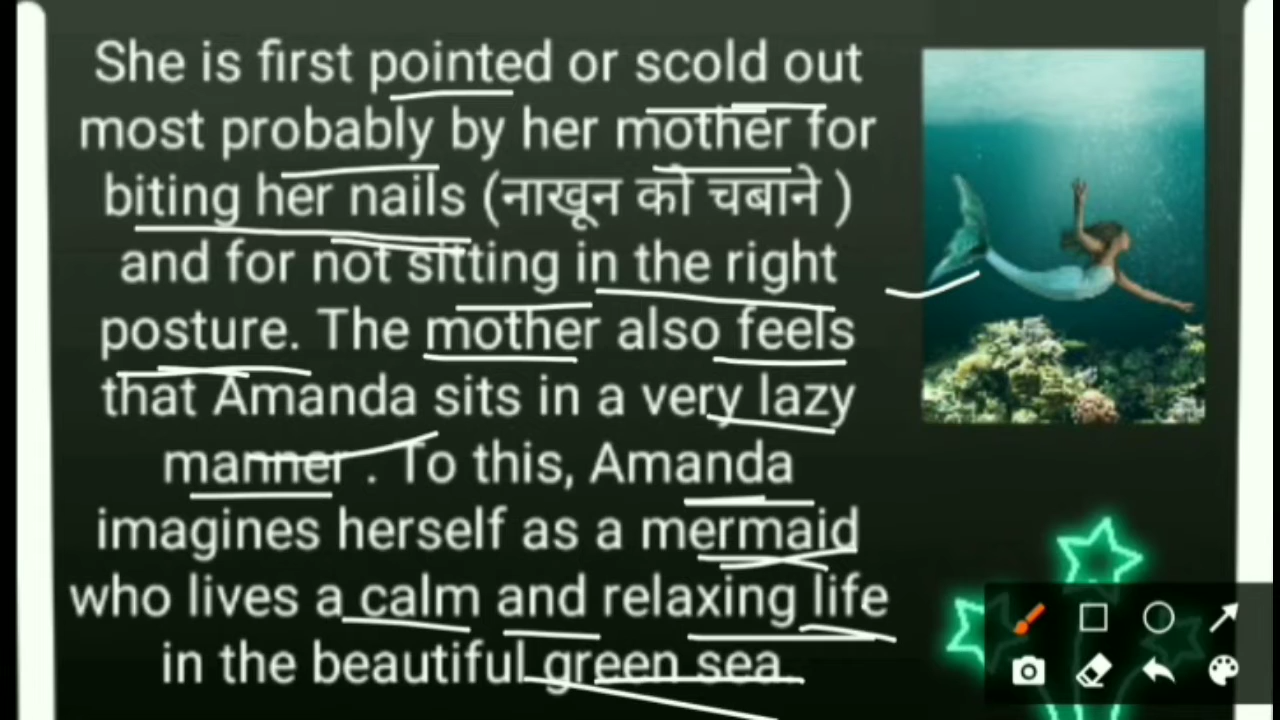 She is first pointed or scold out
most probably by her mother for
biting her nails (नाखून को चबाने )
and for not sitting in the right
posture. The mother also feels
that Amanda sits in a very lazy
manner . To this, Amanda
imagines herself as a mermaid
who lives a calm and relaxing life
in the beautiful green sea.